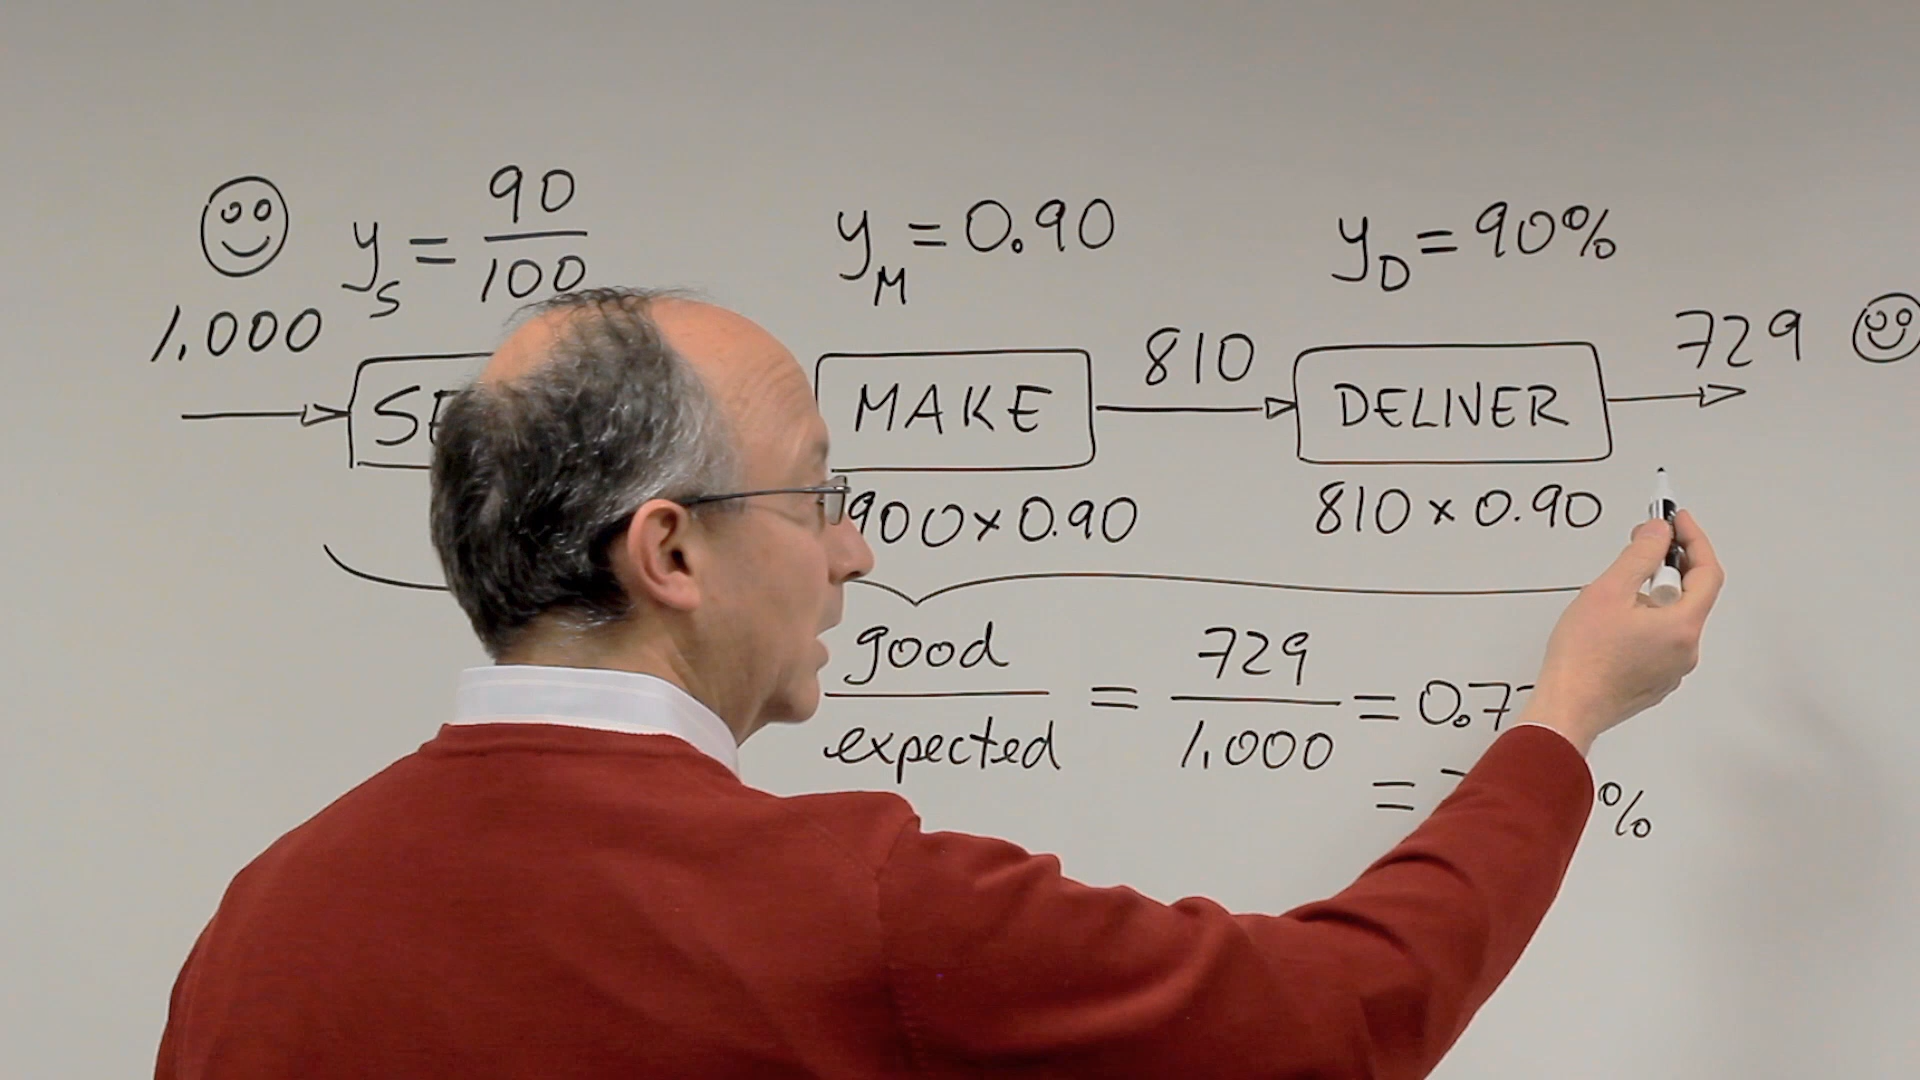 y_S = 90/100
y_M = 0.90
y_D = 90%
1,000
810
729
MAKE
DELIVER
900 x 0.90
810 x 0.90
good/expected = 729/1,000 = 0.7
= %